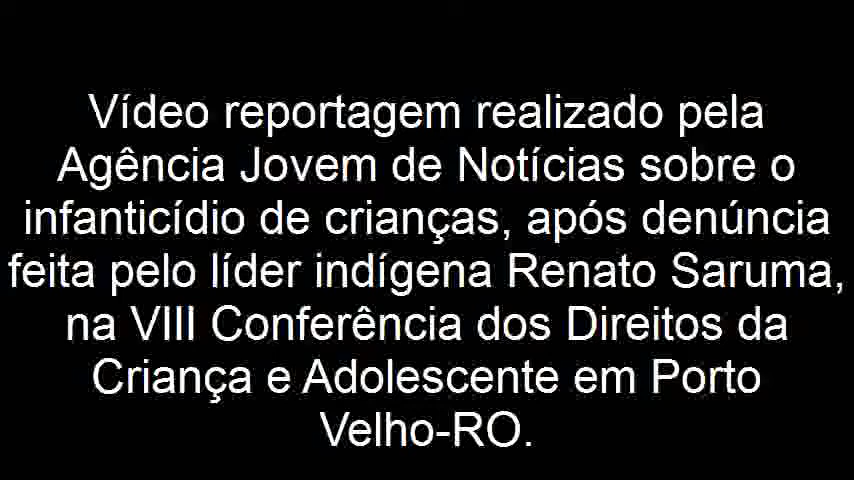 Vídeo reportagem realizado pela
Agência Jovem de Notícias sobre o
infanticídio de crianças, após denúncia
feita pelo líder indígena Renato Saruma,
na VIII Conferência dos Direitos da
Criança e Adolescente em Porto
Velho-RO.